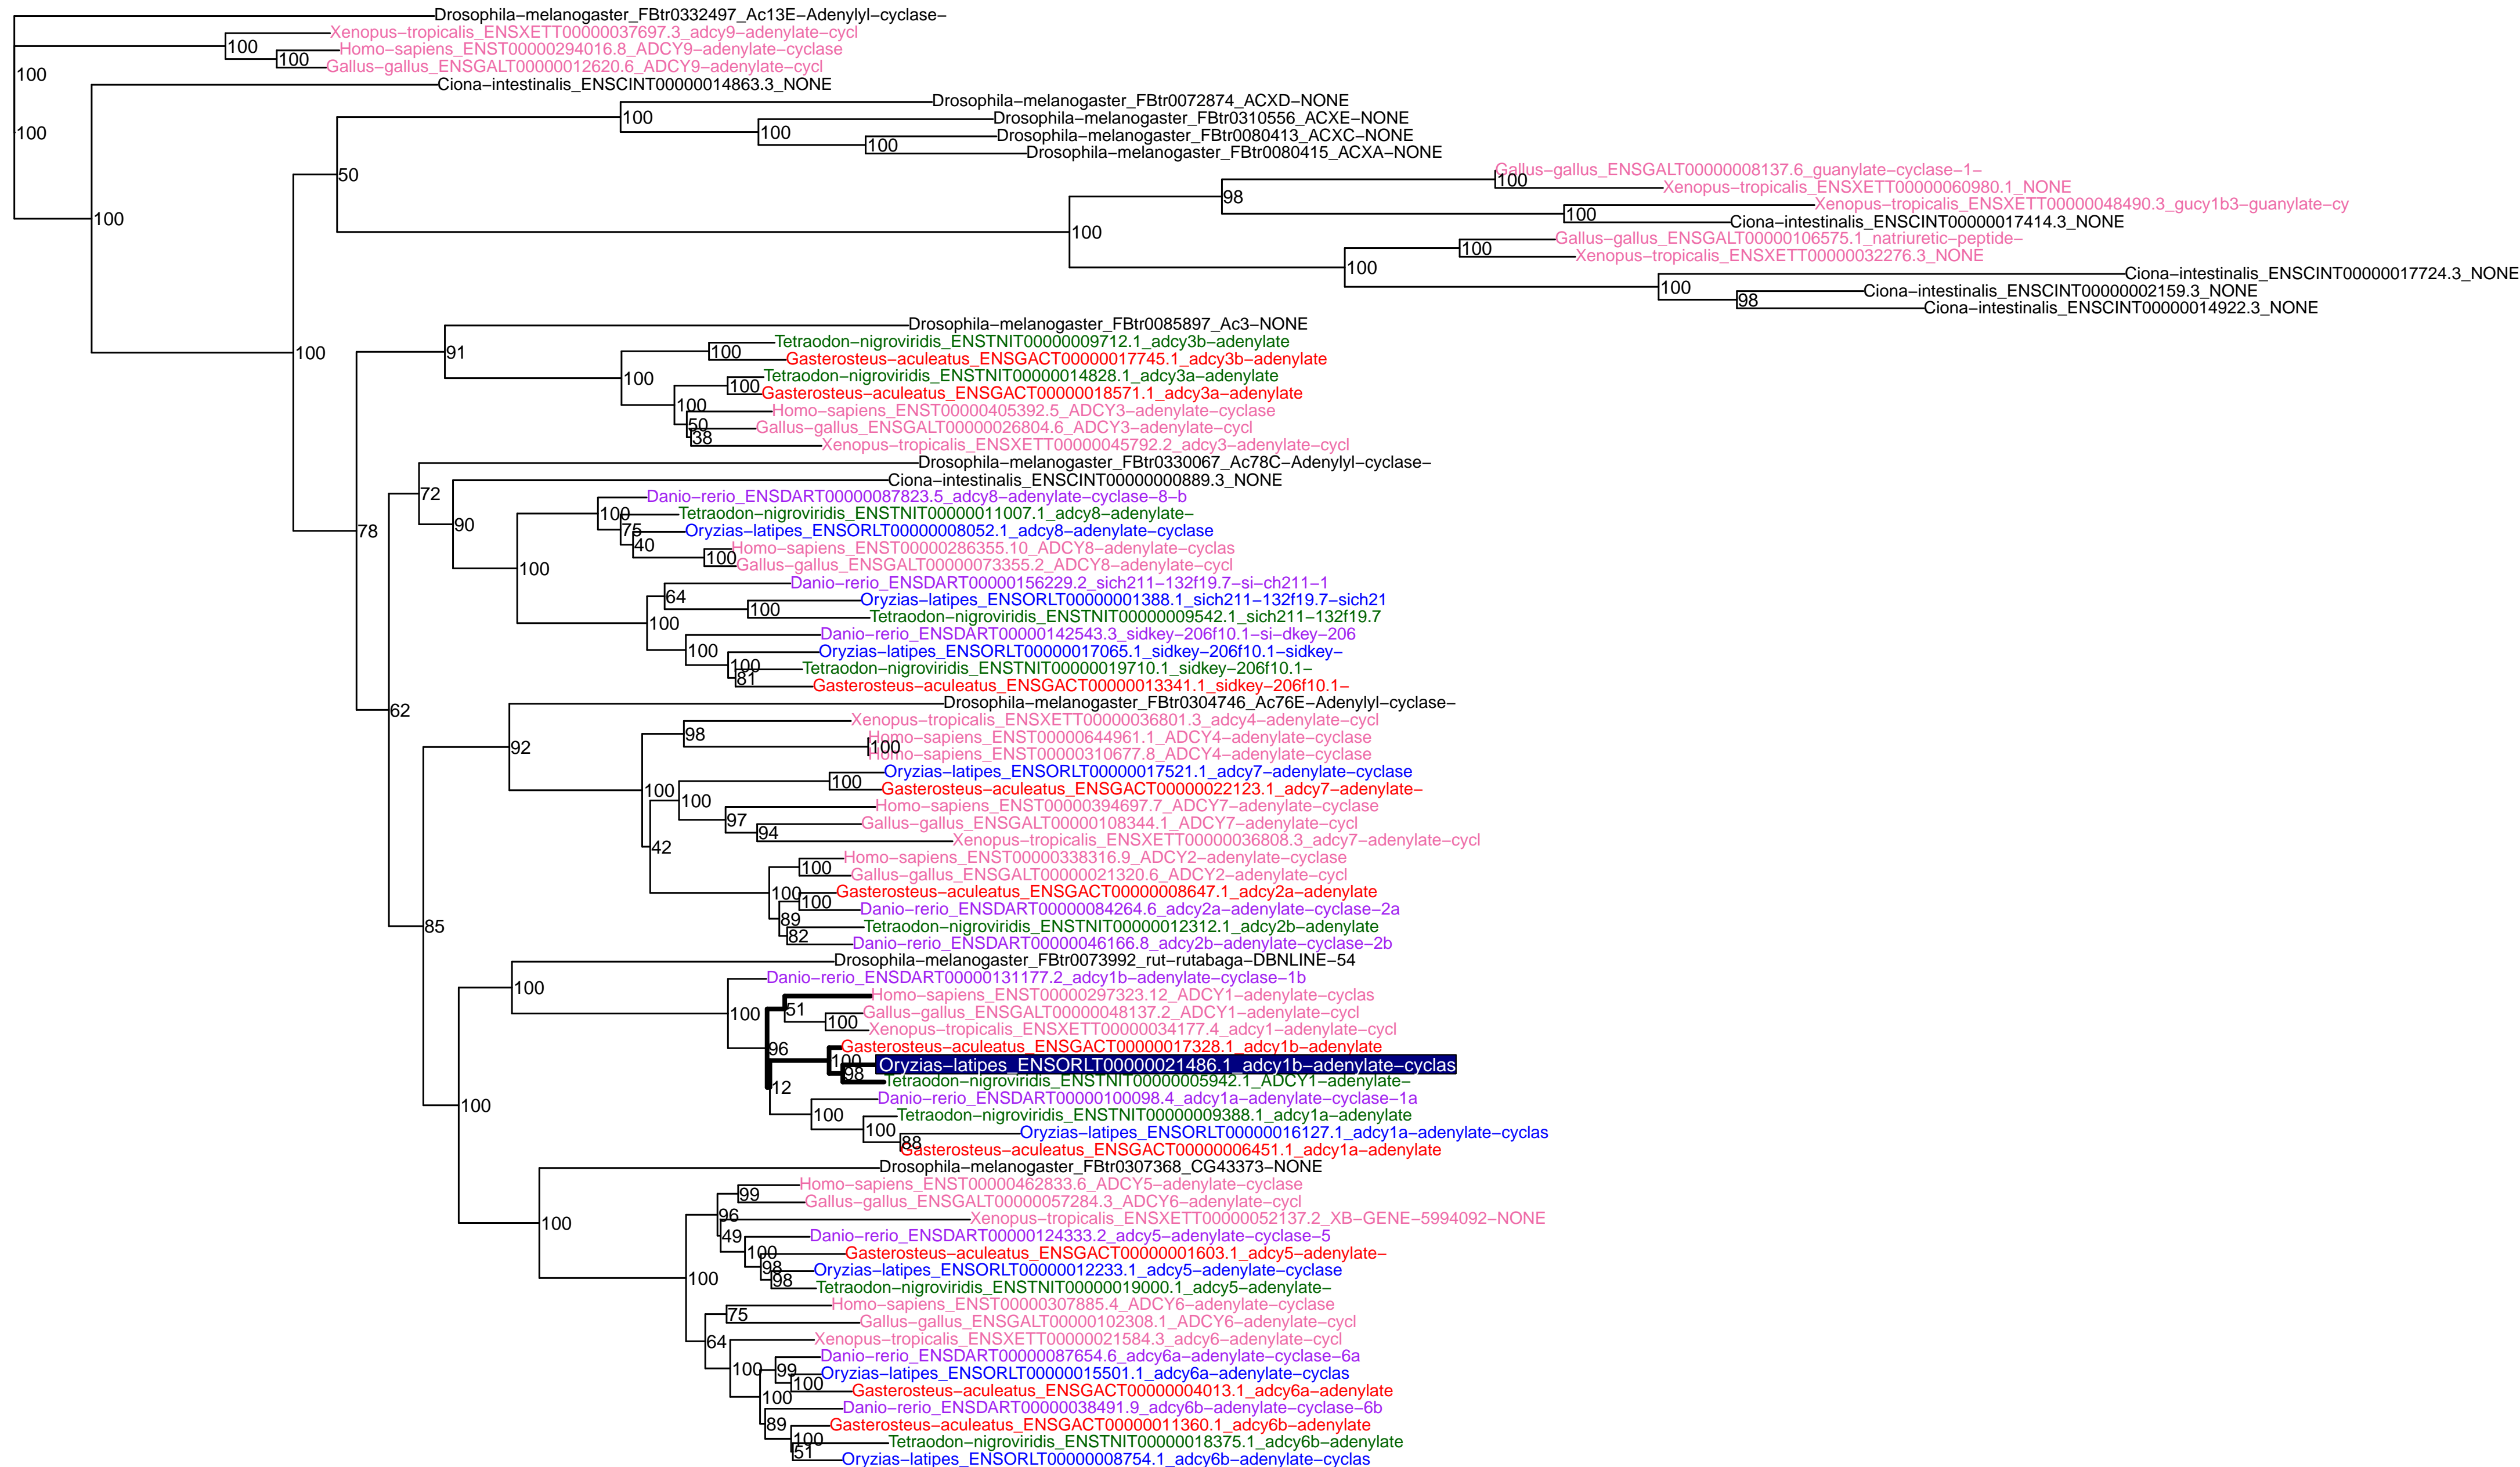 Drosophila−melanogaster_FBtr0332497_Ac13E−Adenylyl−cyclase−
Xenopus−tropicalis_ENSXETT00000037697.3_adcy9−adenylate−cycl
100
Homo−sapiens_ENST00000294016.8_ADCY9−adenylate−cyclase
100
Gallus−gallus_ENSGALT00000012620.6_ADCY9−adenylate−cycl
100
Ciona−intestinalis_ENSCINT00000014863.3_NONE
Drosophila−melanogaster_FBtr0072874_ACXD−NONE
100
Drosophila−melanogaster_FBtr0310556_ACXE−NONE
100
100
Drosophila−melanogaster_FBtr0080413_ACXC−NONE
100
Drosophila−melanogaster_FBtr0080415_ACXA−NONE
Gallus−gallus_ENSGALT00000008137.6_guanylate−cyclase−1−
50
100
Xenopus−tropicalis_ENSXETT00000060980.1_NONE
98
Xenopus−tropicalis_ENSXETT00000048490.3_gucy1b3−guanylate−cy
100
100
Ciona−intestinalis_ENSCINT00000017414.3_NONE
100
Gallus−gallus_ENSGALT00000106575.1_natriuretic−peptide−
100
Xenopus−tropicalis_ENSXETT00000032276.3_NONE
100
Ciona−intestinalis_ENSCINT00000017724.3_NONE
100
Ciona−intestinalis_ENSCINT00000002159.3_NONE
98
Ciona−intestinalis_ENSCINT00000014922.3_NONE
Drosophila−melanogaster_FBtr0085897_Ac3−NONE
Tetraodon−nigroviridis_ENSTNIT00000009712.1_adcy3b−adenylate
100
91
100
Gasterosteus−aculeatus_ENSGACT00000017745.1_adcy3b−adenylate
Tetraodon−nigroviridis_ENSTNIT00000014828.1_adcy3a−adenylate
100
100
Gasterosteus−aculeatus_ENSGACT00000018571.1_adcy3a−adenylate
100
Homo−sapiens_ENST00000405392.5_ADCY3−adenylate−cyclase
50
Gallus−gallus_ENSGALT00000026804.6_ADCY3−adenylate−cycl
38
Xenopus−tropicalis_ENSXETT00000045792.2_adcy3−adenylate−cycl
Drosophila−melanogaster_FBtr0330067_Ac78C−Adenylyl−cyclase−
Ciona−intestinalis_ENSCINT00000000889.3_NONE
72
Danio−rerio_ENSDART00000087823.5_adcy8−adenylate−cyclase−8−b
100
Tetraodon−nigroviridis_ENSTNIT00000011007.1_adcy8−adenylate−
90
78
75
Oryzias−latipes_ENSORLT00000008052.1_adcy8−adenylate−cyclase
40
Homo−sapiens_ENST00000286355.10_ADCY8−adenylate−cyclas
100
Gallus−gallus_ENSGALT00000073355.2_ADCY8−adenylate−cycl
100
Danio−rerio_ENSDART00000156229.2_sich211−132f19.7−si−ch211−1
64
Oryzias−latipes_ENSORLT00000001388.1_sich211−132f19.7−sich21
100
Tetraodon−nigroviridis_ENSTNIT00000009542.1_sich211−132f19.7
100
Danio−rerio_ENSDART00000142543.3_sidkey−206f10.1−si−dkey−206
100
Oryzias−latipes_ENSORLT00000017065.1_sidkey−206f10.1−sidkey−
100
Tetraodon−nigroviridis_ENSTNIT00000019710.1_sidkey−206f10.1−
81
Gasterosteus−aculeatus_ENSGACT00000013341.1_sidkey−206f10.1−
Drosophila−melanogaster_FBtr0304746_Ac76E−Adenylyl−cyclase−
62
Xenopus−tropicalis_ENSXETT00000036801.3_adcy4−adenylate−cycl
98
Homo−sapiens_ENST00000644961.1_ADCY4−adenylate−cyclase
92
100
Homo−sapiens_ENST00000310677.8_ADCY4−adenylate−cyclase
Oryzias−latipes_ENSORLT00000017521.1_adcy7−adenylate−cyclase
100
100
Gasterosteus−aculeatus_ENSGACT00000022123.1_adcy7−adenylate−
100
Homo−sapiens_ENST00000394697.7_ADCY7−adenylate−cyclase
97
Gallus−gallus_ENSGALT00000108344.1_ADCY7−adenylate−cycl
94
Xenopus−tropicalis_ENSXETT00000036808.3_adcy7−adenylate−cycl
42
Homo−sapiens_ENST00000338316.9_ADCY2−adenylate−cyclase
100
Gallus−gallus_ENSGALT00000021320.6_ADCY2−adenylate−cycl
100
Gasterosteus−aculeatus_ENSGACT00000008647.1_adcy2a−adenylate
100
Danio−rerio_ENSDART00000084264.6_adcy2a−adenylate−cyclase−2a
89
85
Tetraodon−nigroviridis_ENSTNIT00000012312.1_adcy2b−adenylate
82
Danio−rerio_ENSDART00000046166.8_adcy2b−adenylate−cyclase−2b
Drosophila−melanogaster_FBtr0073992_rut−rutabaga−DBNLINE−54
Danio−rerio_ENSDART00000131177.2_adcy1b−adenylate−cyclase−1b
100
Homo−sapiens_ENST00000297323.12_ADCY1−adenylate−cyclas
51
100
Gallus−gallus_ENSGALT00000048137.2_ADCY1−adenylate−cycl
100
Xenopus−tropicalis_ENSXETT00000034177.4_adcy1−adenylate−cycl
96
Gasterosteus−aculeatus_ENSGACT00000017328.1_adcy1b−adenylate
100
Oryzias−latipes_ENSORLT00000021486.1_adcy1b−adenylate−cyclas
98
Tetraodon−nigroviridis_ENSTNIT00000005942.1_ADCY1−adenylate−
12
Danio−rerio_ENSDART00000100098.4_adcy1a−adenylate−cyclase−1a
100
100
Tetraodon−nigroviridis_ENSTNIT00000009388.1_adcy1a−adenylate
100
Oryzias−latipes_ENSORLT00000016127.1_adcy1a−adenylate−cyclas
88
Gasterosteus−aculeatus_ENSGACT00000006451.1_adcy1a−adenylate
Drosophila−melanogaster_FBtr0307368_CG43373−NONE
Homo−sapiens_ENST00000462833.6_ADCY5−adenylate−cyclase
99
Gallus−gallus_ENSGALT00000057284.3_ADCY6−adenylate−cycl
96
100
Xenopus−tropicalis_ENSXETT00000052137.2_XB−GENE−5994092−NONE
49
Danio−rerio_ENSDART00000124333.2_adcy5−adenylate−cyclase−5
100
Gasterosteus−aculeatus_ENSGACT00000001603.1_adcy5−adenylate−
98
Oryzias−latipes_ENSORLT00000012233.1_adcy5−adenylate−cyclase
100
98
Tetraodon−nigroviridis_ENSTNIT00000019000.1_adcy5−adenylate−
Homo−sapiens_ENST00000307885.4_ADCY6−adenylate−cyclase
75
Gallus−gallus_ENSGALT00000102308.1_ADCY6−adenylate−cycl
64
Xenopus−tropicalis_ENSXETT00000021584.3_adcy6−adenylate−cycl
100
Danio−rerio_ENSDART00000087654.6_adcy6a−adenylate−cyclase−6a
99
Oryzias−latipes_ENSORLT00000015501.1_adcy6a−adenylate−cyclas
100
Gasterosteus−aculeatus_ENSGACT00000004013.1_adcy6a−adenylate
100
Danio−rerio_ENSDART00000038491.9_adcy6b−adenylate−cyclase−6b
89
Gasterosteus−aculeatus_ENSGACT00000011360.1_adcy6b−adenylate
100
Tetraodon−nigroviridis_ENSTNIT00000018375.1_adcy6b−adenylate
51
Oryzias−latipes_ENSORLT00000008754.1_adcy6b−adenylate−cyclas